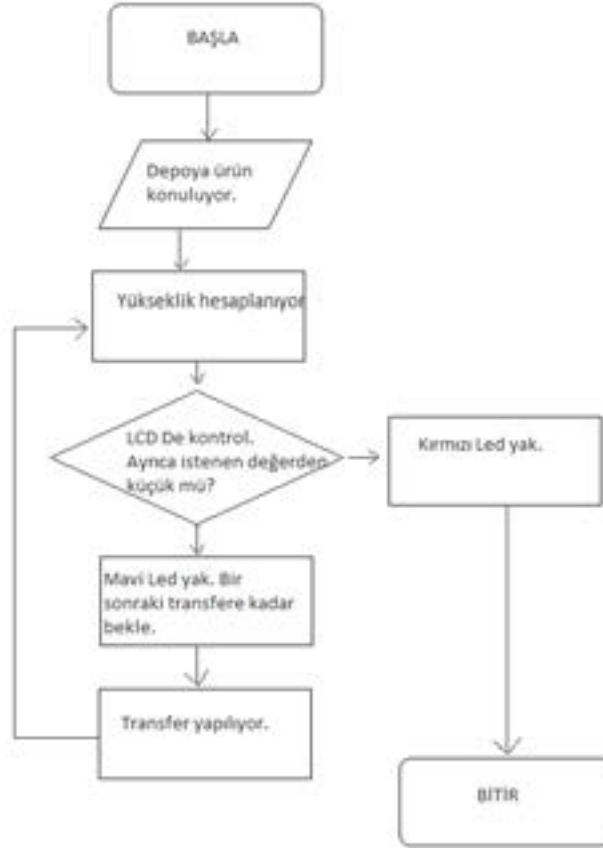 BAŞLA
Depoya ürün
konuluyor.
Yükseklik hesaplanıyor
LCD De kontrol.
Ayrıca istenen değerden
küçük mü?
Kırmızı Led yak.
Mavi Led yak. Bir
sonraki transfere kadar
bekle.
Transfer yapılıyor.
BİTİR